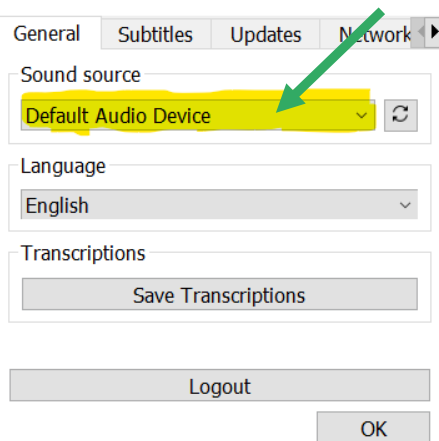 General Subtitles Updates Network
Sound source
Default Audio Device
Language
English
Transcriptions
Save Transcriptions
Logout
OK